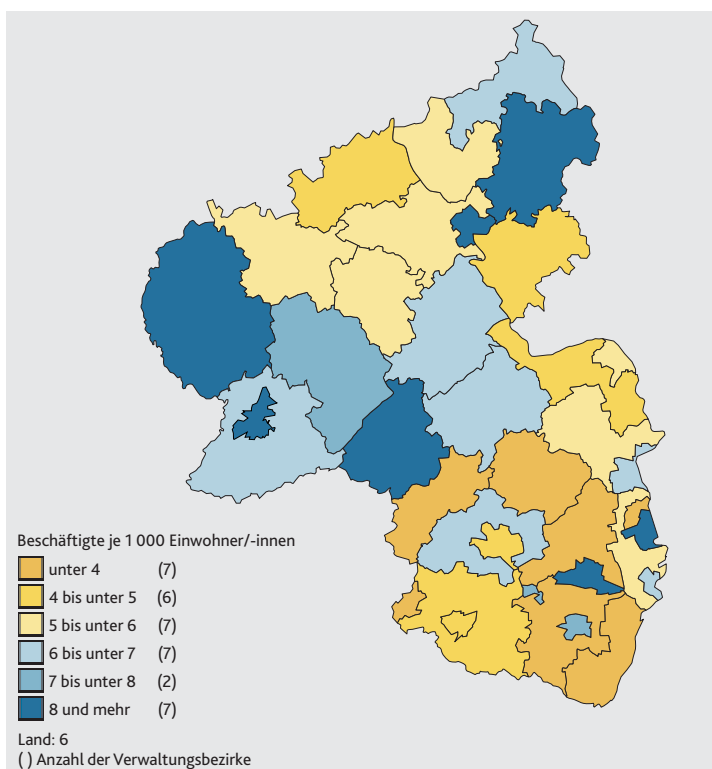 Beschäftigte je 1 000 Einwohner/-innen
unter 4 (7)
4 bis unter 5 (6)
5 bis unter 6 (7)
6 bis unter 7 (7)
7 bis unter 8 (2)
8 und mehr (7)
Land: 6
( ) Anzahl der Verwaltungsbezirke